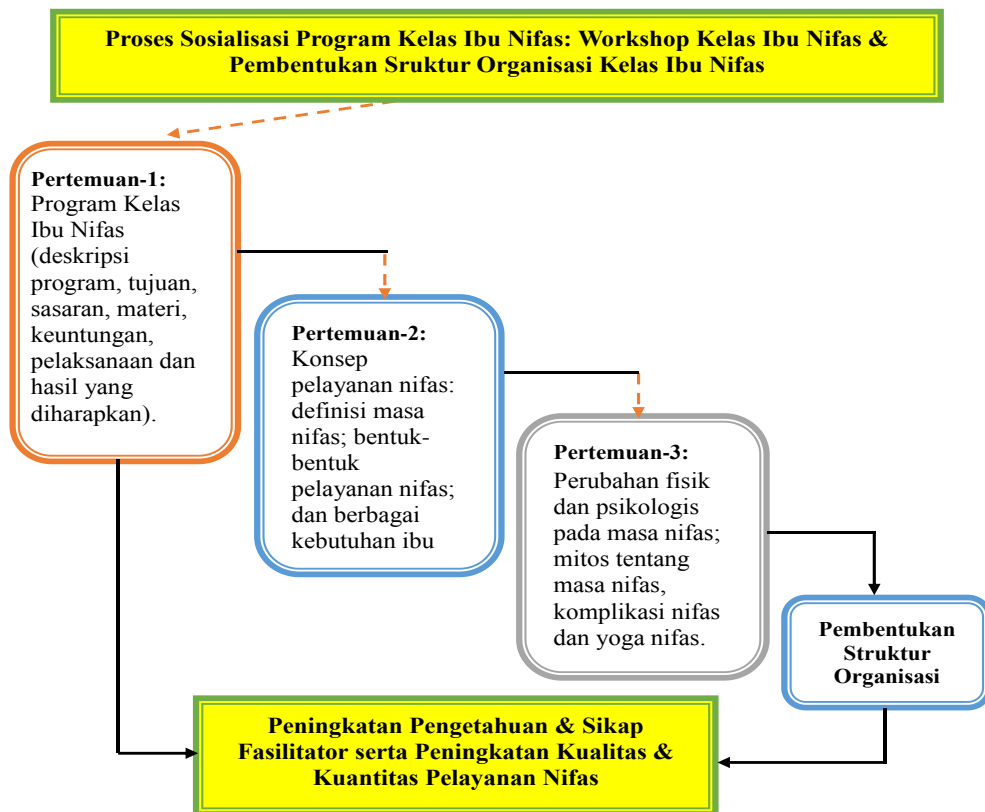 Proses Sosialisasi Program Kelas Ibu Nifas: Workshop Kelas Ibu Nifas &
Pembentukan Sruktur Organisasi Kelas Ibu Nifas
Pertemuan-1:
Program Kelas
Ibu Nifas
(deskripsi
program, tujuan,
sasaran, materi,
keuntungan,
pelaksanaan dan
hasil yang
diharapkan).
Pertemuan-2:
Konsep
pelayanan nifas:
definisi masa
nifas; bentuk-
bentuk
pelayanan nifas;
dan berbagai
kebutuhan ibu
Pertemuan-3:
Perubahan fisik
dan psikologis
pada masa nifas;
mitos tentang
masa nifas,
komplikasi nifas
dan yoga nifas.
Pembentukan
Struktur
Organisasi
Peningkatan Pengetahuan & Sikap
Fasilitator serta Peningkatan Kualitas &
Kuantitas Pelayanan Nifas